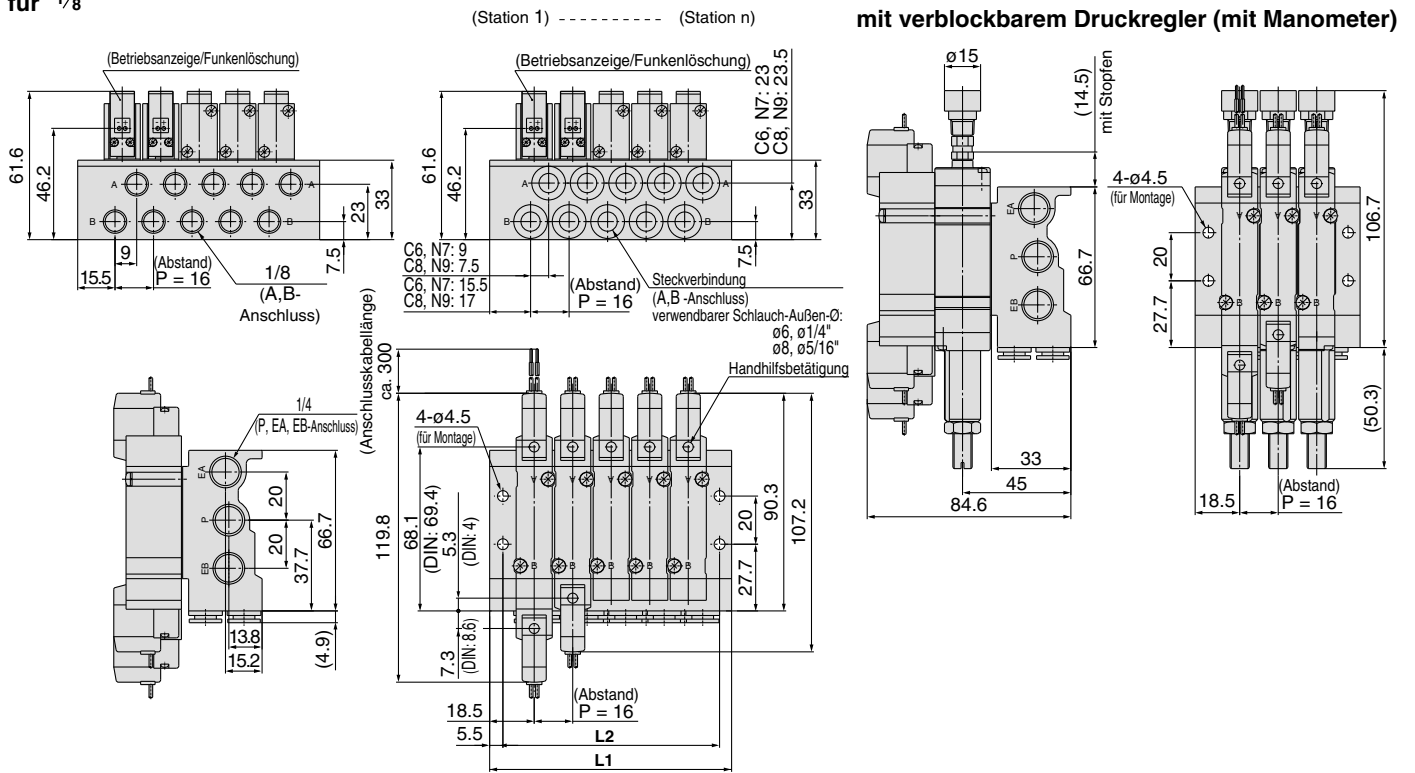 für 1/8
(Station 1) ----------- (Station n)
mit verblockbarem Druckregler (mit Manometer)
(Betriebsanzeige/Funkenlöschung)
61.6
46.2
A
A
B
B
23
33
7.5
9
15.5
(Abstand)
P = 16
1/8
(A,B-
Anschluss)
(Betriebsanzeige/Funkenlöschung)
C6, N7: 23
C8, N9: 23.5
61.6
46.2
A
A
B
B
33
7.5
C6, N7: 9
C8, N9: 7.5
C6, N7: 15.5
C8, N9: 17
(Abstand)
P = 16
Steckverbindung
(A,B -Anschluss)
verwendbarer Schlauch-Außen-Ø:
ø6, ø1/4"
ø8, ø5/16"
ø15
(14.5)
mit Stopfen
EA
P
EB
66.7
33
45
84.6
4-ø4.5
(für Montage)
20
27.7
A
A
A
B
B
B
106.7
(50.3)
18.5
(Abstand)
P = 16
1/4
(P, EA, EB-Anschluss)
EA
P
EB
20
20
37.7
66.7
13.8
15.2
(4.9)
(Anschlusskabellänge)
ca. 300
Handhilfsbetätigung
4-ø4.5
(für Montage)
119.8
68.1
(DIN: 69.4)
5.3
(DIN: 4)
7.3
(DIN: 8.6)
A
A
A
A
A
B
B
B
B
B
20
27.7
90.3
107.2
18.5
(Abstand)
P = 16
5.5
L2
L1